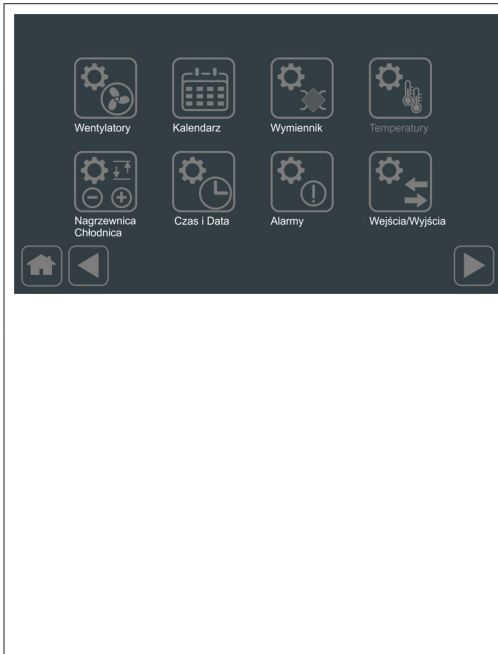 Wentylatory Kalendarz Wymiennik Temperatury
Nagrzewnica Czas i Data Alarmy Wejścia/Wyjścia
Chłodnica